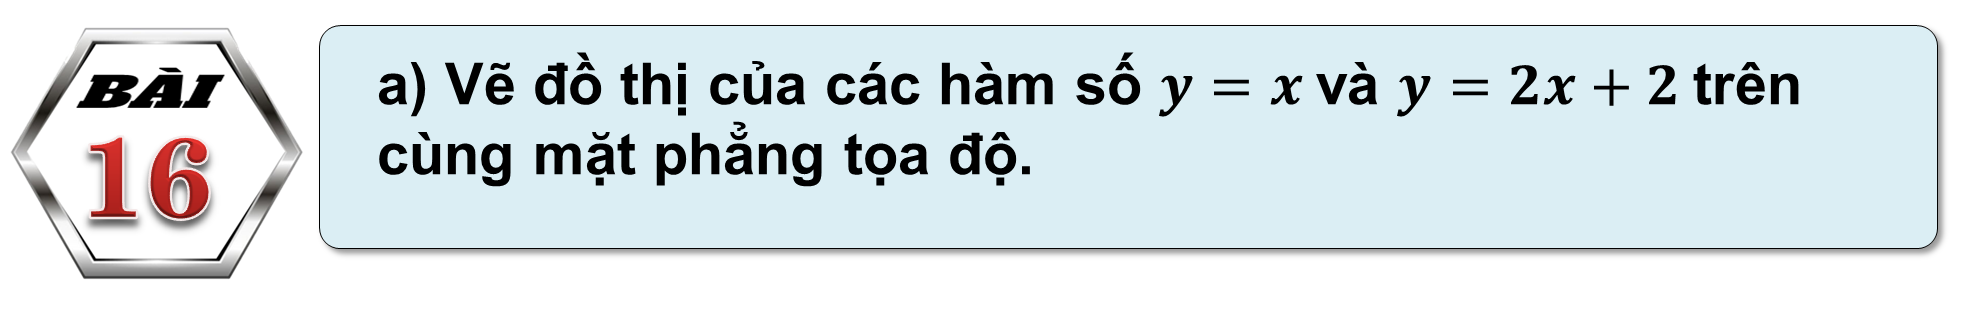 BÀI
16
a) Vẽ đồ thị của các hàm số y = x và y = 2x + 2 trên
cùng mặt phẳng tọa độ.